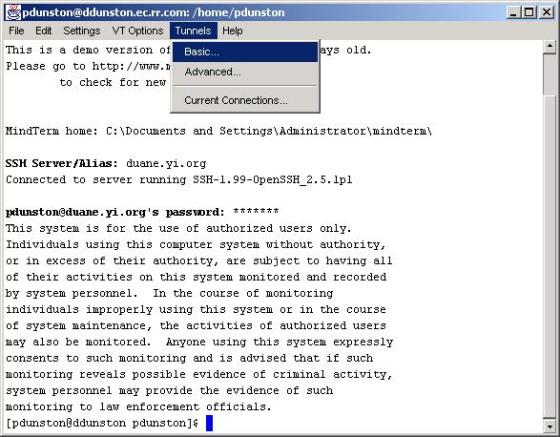 pdunston@ddunston.ec.rr.com: /home/pdunston
File Edit Settings VT Options Tunnels Help
Basic...
Advanced...
Current Connections...
This is a demo version of ays old.
Please go to http://www.
to check for new
MindTerm home: C:\Documents and Settings\Administrator\mindterm\
SSH Server/Alias: duane.yi.org
Connected to server running SSH-1.99-OpenSSH_2.5.1p1
pdunston@duane.yi.org's password: *******
This system is for the use of authorized users only.
Individuals using this computer system without authority,
or in excess of their authority, are subject to having all
of their activities on this system monitored and recorded
by system personnel. In the course of monitoring
individuals improperly using this system or in the course
of system maintenance, the activities of authorized users
may also be monitored. Anyone using this system expressly
consents to such monitoring and is advised that if such
monitoring reveals possible evidence of criminal activity,
system personnel may provide the evidence of such
monitoring to law enforcement officials.
[pdunston@ddunston pdunston]$